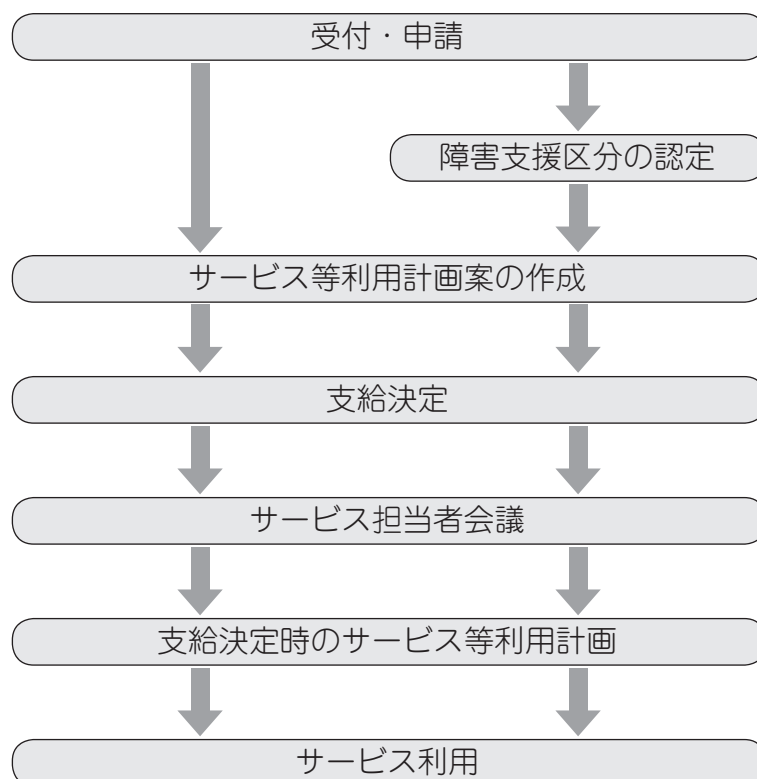 受付・申請
障害支援区分の認定
サービス等利用計画案の作成
支給決定
サービス担当者会議
支給決定時のサービス等利用計画
サービス利用